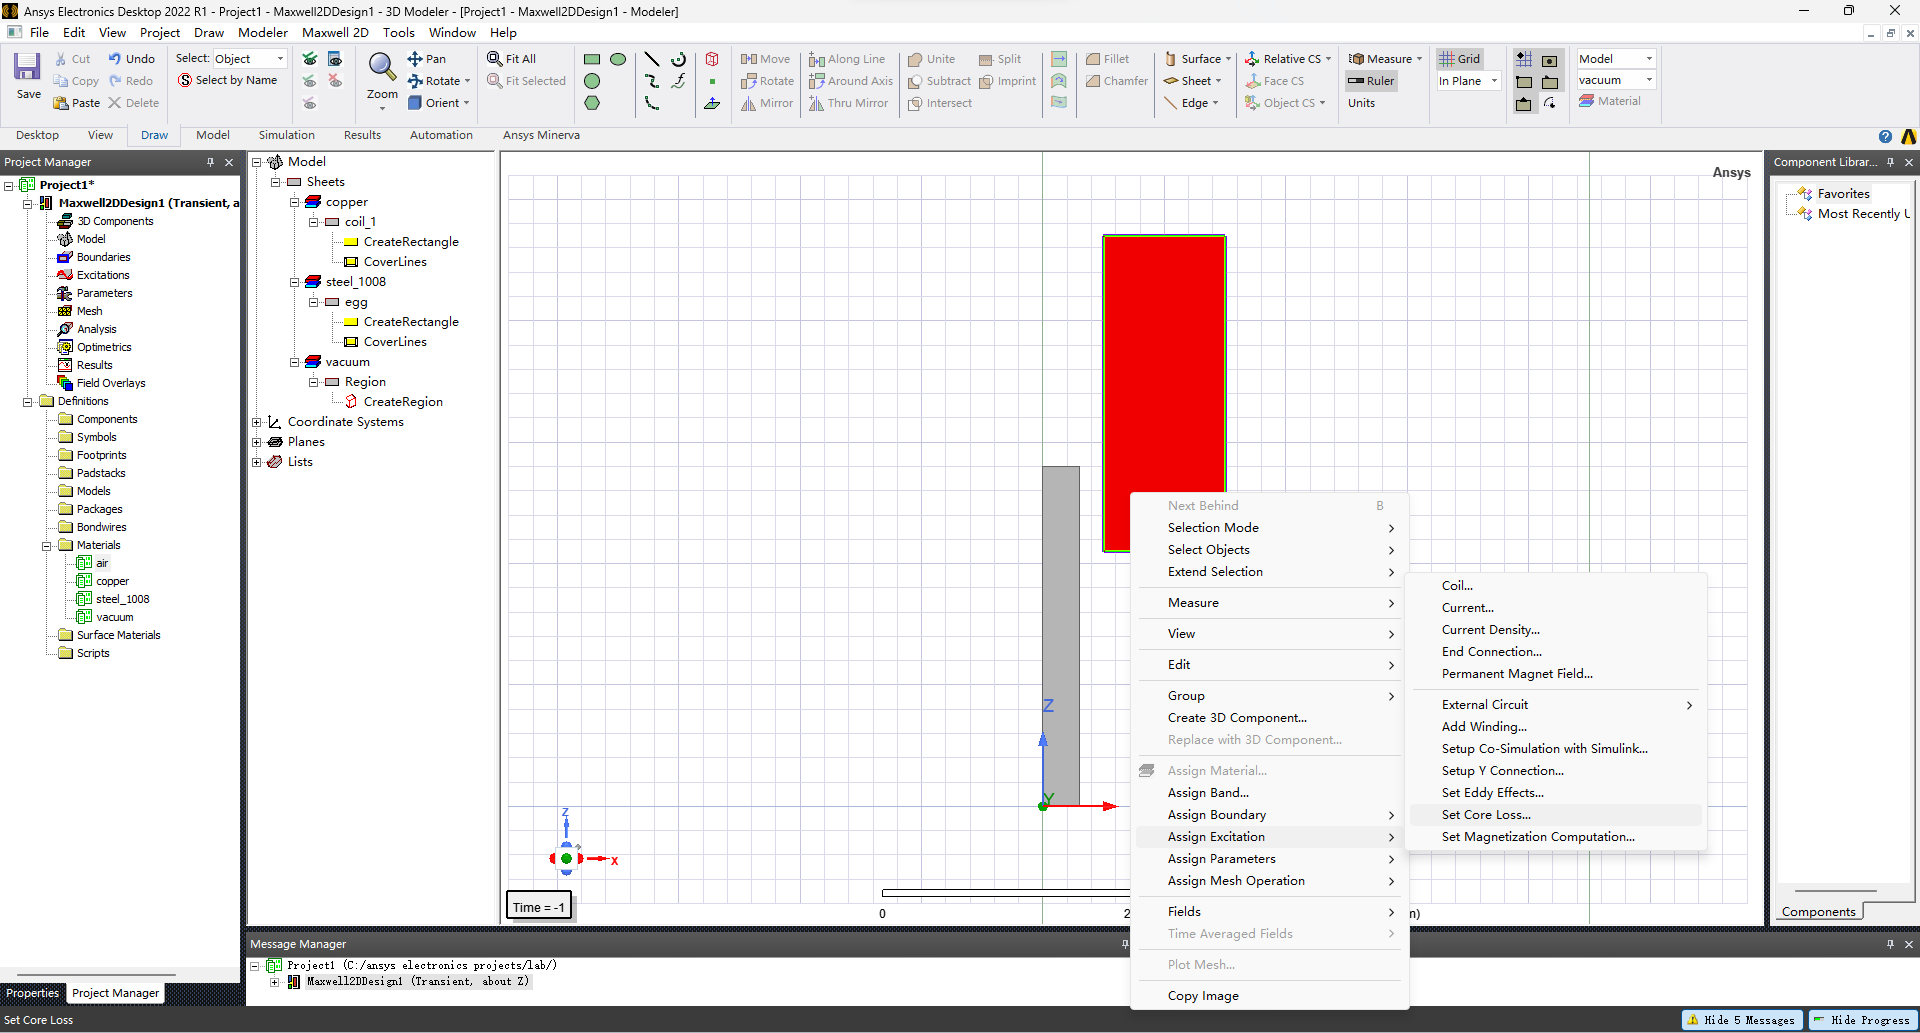 Ansys Electronics Desktop 2022 R1 - Project1 - Maxwell2DDesign1 - 3D Modeler - [Project1 - Maxwell2DDesign1 - Modeler]
File Edit View Project Draw Modeler Maxwell 2D Tools Window Help
Save
Cut Undo
Copy Redo
Paste Delete
Select: Object
Select by Name
Zoom
Pan
Rotate
Orient
Fit All
Fit Selected
Move Along Line
Rotate Around Axis
Mirror Thru Mirror
Unite Split
Subtract Imprint
Intersect
Fillet
Chamfer
Surface
Sheet
Edge
Relative CS
Face CS
Object CS
Measure
Ruler
Units
Grid
In Plane
Model
vacuum
Material
Desktop View Draw Model Simulation Results Automation Ansys Minerva
Project Manager
Project1*
Maxwell2DDesign1 (Transient, a
3D Components
Model
Boundaries
Excitations
Parameters
Mesh
Analysis
Optimetrics
Results
Field Overlays
Definitions
Components
Symbols
Footprints
Padstacks
Models
Packages
Bondwires
Materials
air
copper
steel_1008
vacuum
Surface Materials
Scripts
Properties Project Manager
Model
Sheets
copper
coil_1
CreateRectangle
CoverLines
steel_1008
egg
CreateRectangle
CoverLines
vacuum
Region
CreateRegion
Coordinate Systems
Planes
Lists
Ansys
Z
Y
Z
X
Time = -1
0
2
m)
Next Behind B
Selection Mode
Select Objects
Extend Selection
Measure
View
Edit
Group
Create 3D Component...
Replace with 3D Component...
Assign Material...
Assign Band...
Assign Boundary
Assign Excitation
Assign Parameters
Assign Mesh Operation
Fields
Time Averaged Fields
Plot Mesh...
Copy Image
Coil...
Current...
Current Density...
End Connection...
Permanent Magnet Field...
External Circuit
Add Winding...
Setup Co-Simulation with Simulink...
Setup Y Connection...
Set Eddy Effects...
Set Core Loss...
Set Magnetization Computation...
Component Librar...
Favorites
Most Recently U
Components
Message Manager
Project1 (C:/ansys electronics projects/lab/)
Maxwell2DDesign1 (Transient, about Z)
Set Core Loss
Hide 5 Messages Hide Progress